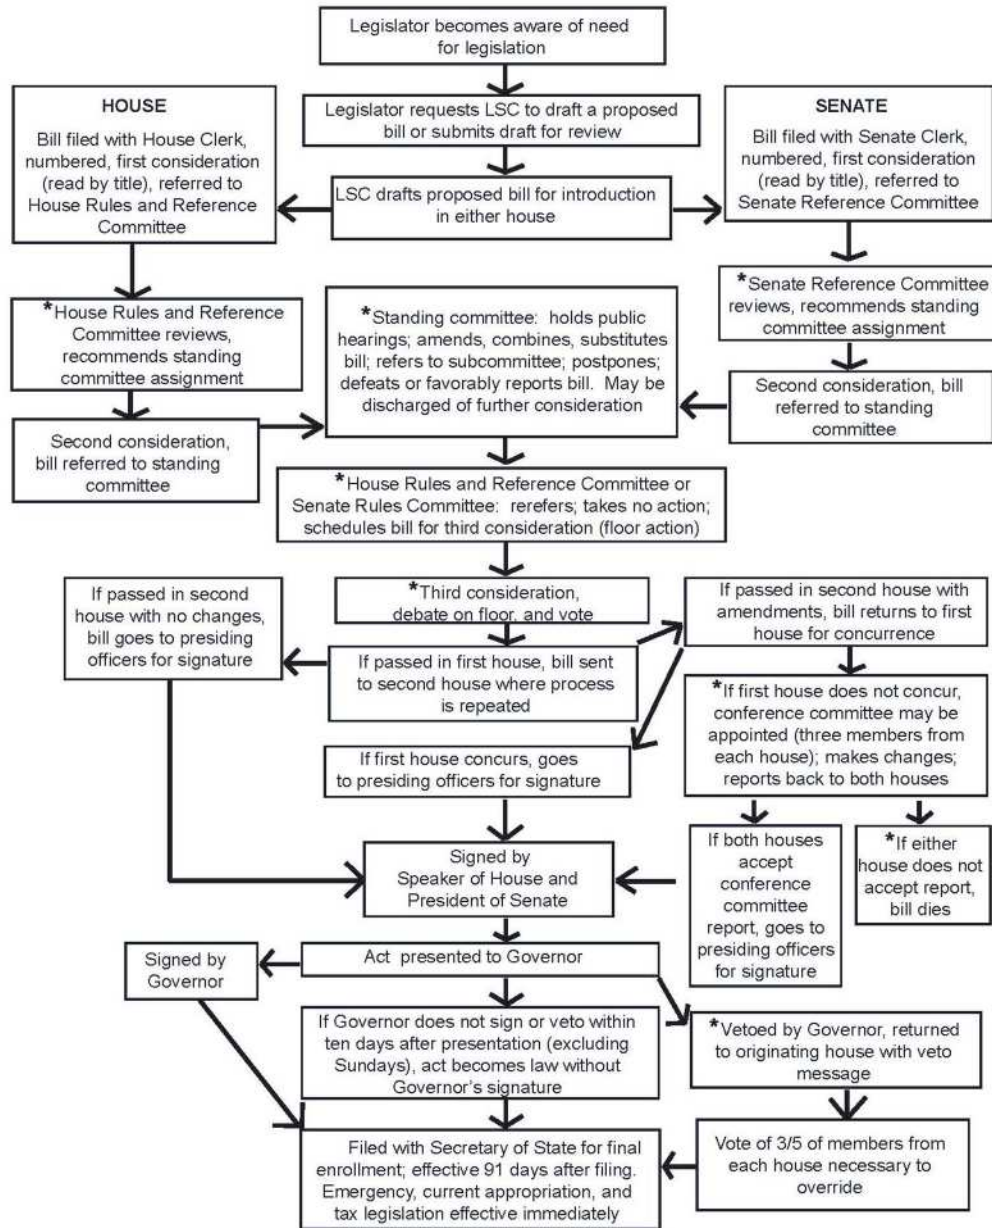 Legislator becomes aware of need
for legislation
HOUSE
Bill filed with House Clerk,
numbered, first consideration
(read by title), referred to
House Rules and Reference
Committee
Legislator requests LSC to draft a proposed
bill or submits draft for review
SENATE
Bill filed with Senate Clerk,
numbered, first consideration
(read by title), referred to
Senate Reference Committee
LSC drafts proposed bill for introduction
in either house
*House Rules and Reference
Committee reviews,
recommends standing
committee assignment
*Standing committee: holds public
hearings; amends, combines, substitutes
bill; refers to subcommittee; postpones;
defeats or favorably reports bill. May be
discharged of further consideration
*Senate Reference Committee
reviews, recommends standing
committee assignment
Second consideration,
bill referred to standing
committee
Second consideration, bill
referred to standing
committee
*House Rules and Reference Committee or
Senate Rules Committee: rerefers; takes no action;
schedules bill for third consideration (floor action)
If passed in second
house with no changes,
bill goes to presiding
officers for signature
*Third consideration,
debate on floor, and vote
If passed in second house with
amendments, bill returns to first
house for concurrence
If passed in first house, bill sent
to second house where process
is repeated
*If first house does not concur,
conference committee may be
appointed (three members from
each house); makes changes;
reports back to both houses
If first house concurs, goes
to presiding officers for signature
Signed by
Speaker of House and
President of Senate
If both houses
accept
conference
committee
report, goes to
presiding officers
for signature
*If either
house does not
accept report,
bill dies
Signed by
Governor
Act presented to Governor
If Governor does not sign or veto within
ten days after presentation (excluding
Sundays), act becomes law without
Governor's signature
*Vetoed by Governor, returned
to originating house with veto
message
Filed with Secretary of State for final
enrollment; effective 91 days after filing.
Emergency, current appropriation, and
tax legislation effective immediately
Vote of 3/5 of members from
each house necessary to
override